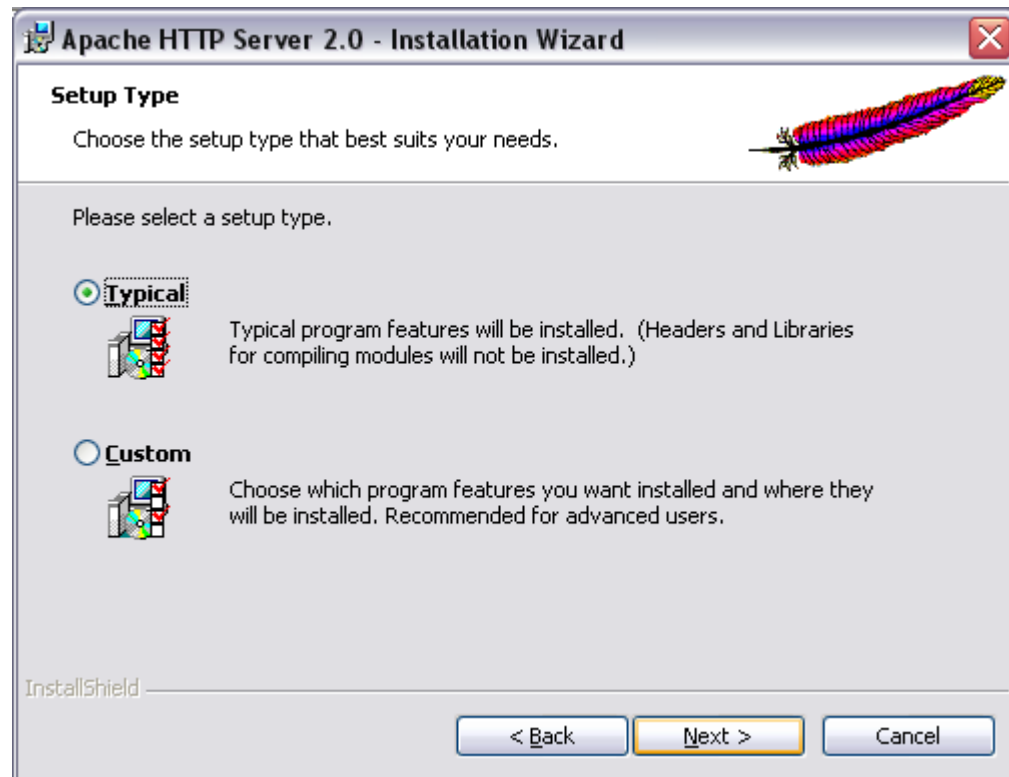 Apache HTTP Server 2.0 - Installation Wizard
Setup Type
Choose the setup type that best suits your needs.
Please select a setup type.
Typical
Typical program features will be installed. (Headers and Libraries
for compiling modules will not be installed.)
Custom
Choose which program features you want installed and where they
will be installed. Recommended for advanced users.
InstallShield
< Back Next > Cancel